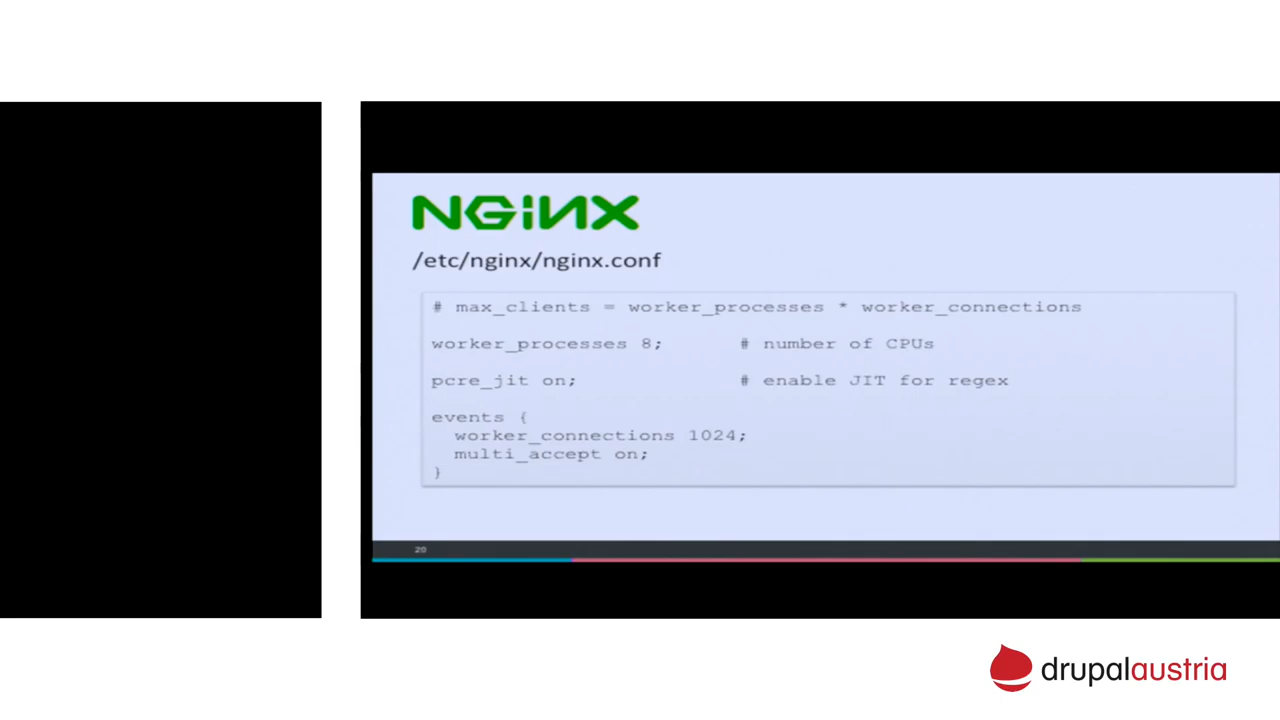 NGINX
/etc/nginx/nginx.conf
# max_clients = worker_processes * worker_connections
worker_processes 8; # number of CPUs
pcre_jit on; # enable JIT for regex
events {
worker_connections 1024;
multi_accept on;
}
20
drupalaustria